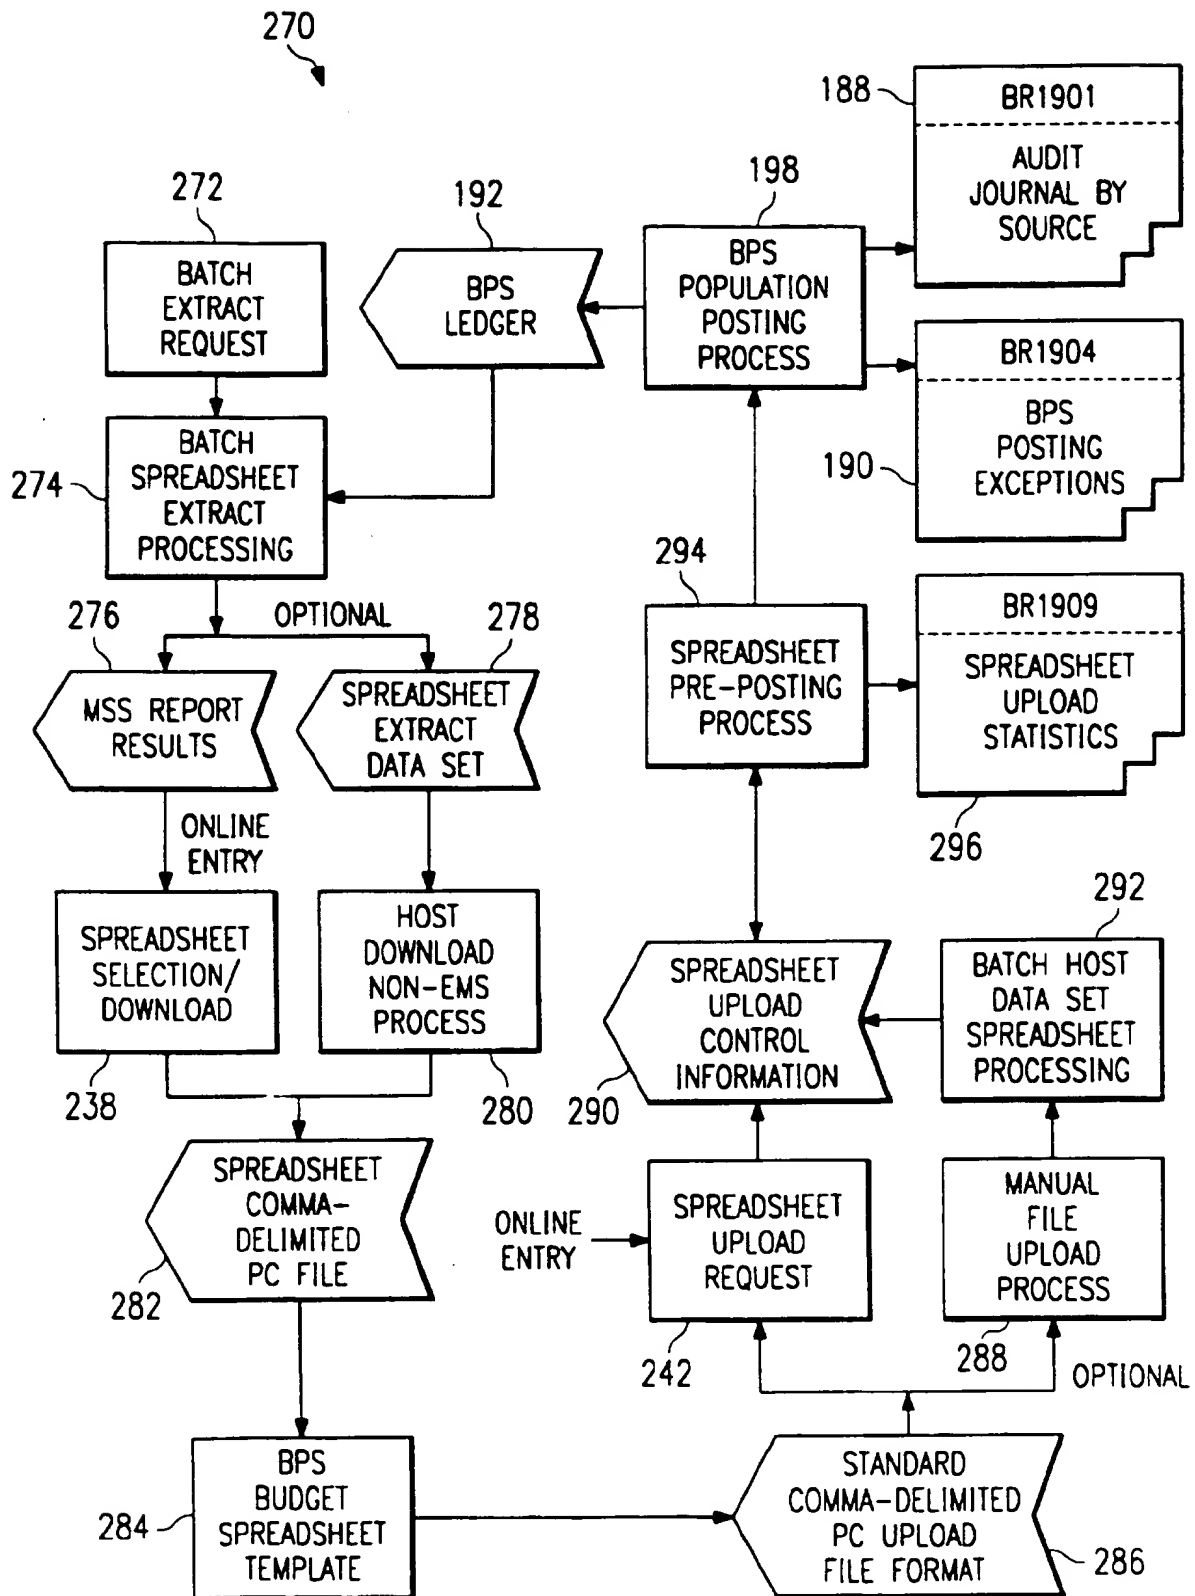 270
188
BR1901
AUDIT
JOURNAL BY
SOURCE
272
BATCH
EXTRACT
REQUEST
192
BPS
LEDGER
198
BPS
POPULATION
POSTING
PROCESS
BR1904
BPS
POSTING
EXCEPTIONS
190
274
BATCH
SPREADSHEET
EXTRACT
PROCESSING
OPTIONAL
276
MSS REPORT
RESULTS
278
SPREADSHEET
EXTRACT
DATA SET
294
SPREADSHEET
PRE-POSTING
PROCESS
BR1909
SPREADSHEET
UPLOAD
STATISTICS
296
ONLINE
ENTRY
SPREADSHEET
SELECTION/
DOWNLOAD
238
HOST
DOWNLOAD
NON-EMS
PROCESS
280
SPREADSHEET
UPLOAD
CONTROL
INFORMATION
290
292
BATCH HOST
DATA SET
SPREADSHEET
PROCESSING
SPREADSHEET
COMMA-
DELIMITED
PC FILE
282
ONLINE
ENTRY
SPREADSHEET
UPLOAD
REQUEST
242
MANUAL
FILE
UPLOAD
PROCESS
288
OPTIONAL
284
BPS
BUDGET
SPREADSHEET
TEMPLATE
STANDARD
COMMA-DELIMITED
PC UPLOAD
FILE FORMAT
286